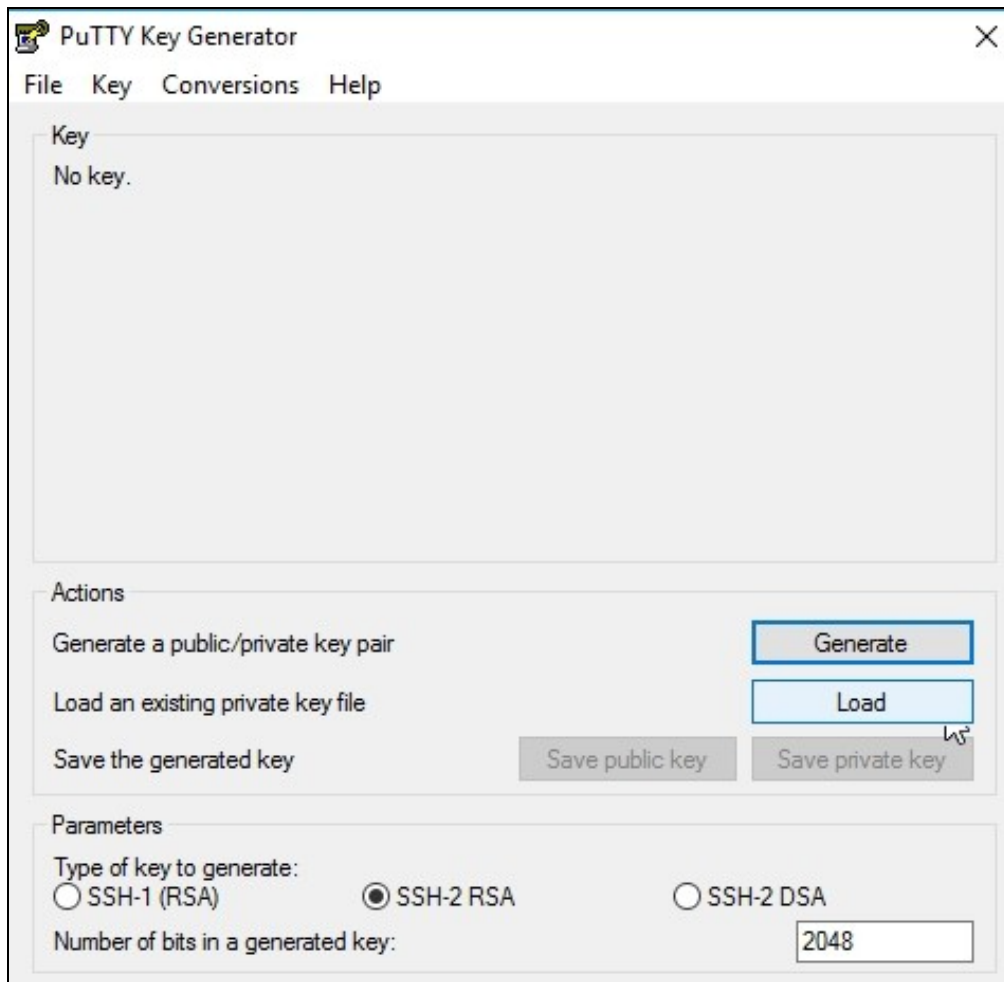 PuTTY Key Generator
File Key Conversions Help
Key
No key.
Actions
Generate a public/private key pair Generate
Load an existing private key file Load
Save the generated key Save public key Save private key
Parameters
Type of key to generate:
SSH-1 (RSA) SSH-2 RSA SSH-2 DSA
Number of bits in a generated key: 2048